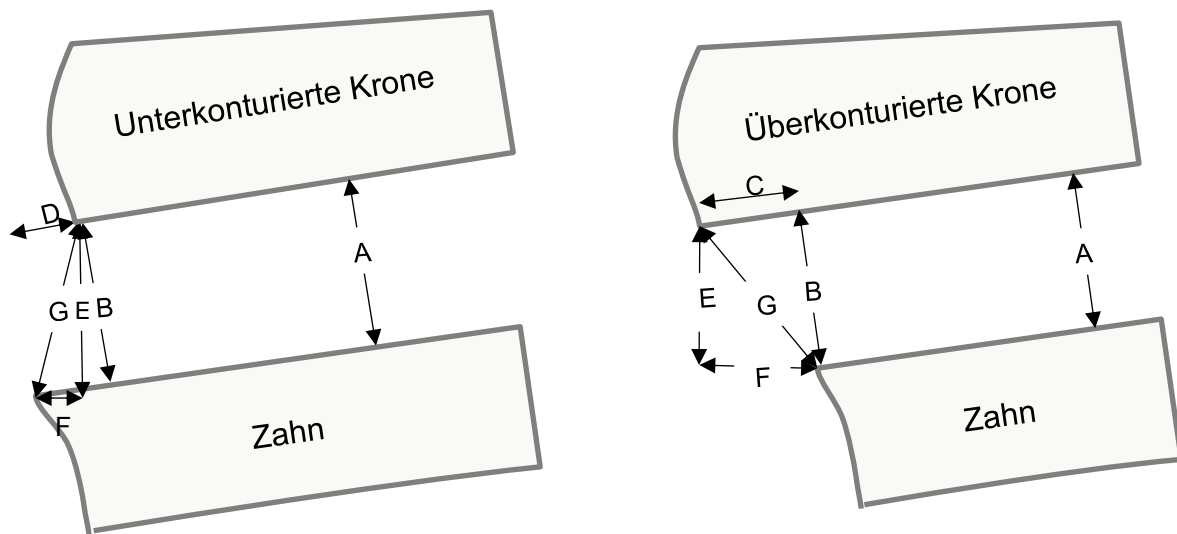 Unterkonturierte Krone
D
A
G
E
B
F
Zahn
Überkonturierte Krone
C
A
E
G
B
F
Zahn